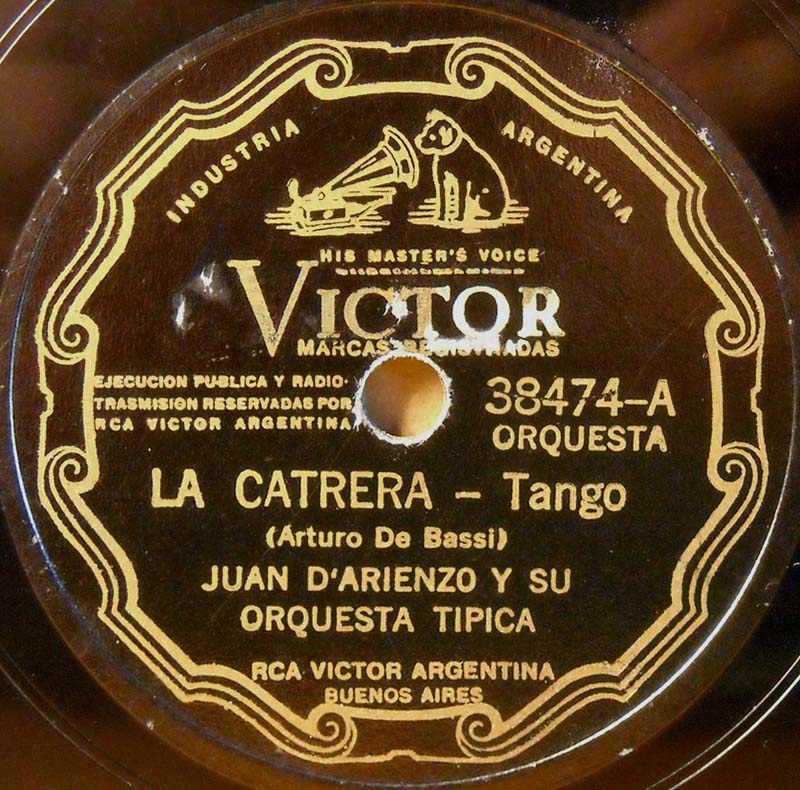 INDUSTRIA ARGENTINA
HIS MASTER'S VOICE
VICTOR
MARCAS REGISTRADAS
EJECUCION PUBLICA Y RADIO-
TRASMISION RESERVADAS POR
RCA VICTOR ARGENTINA
38474-A
ORQUESTA
LA CATRERA - Tango
(Arturo De Bassi)
JUAN D'ARIENZO Y SU
ORQUESTA TIPICA
RCA VICTOR ARGENTINA
BUENOS AIRES